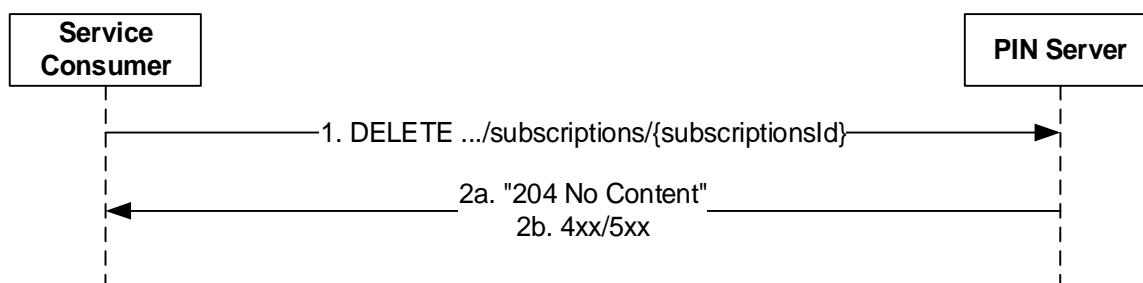 Service
Consumer
PIN Server
1. DELETE .../subscriptions/{subscriptionsId}
2a. "204 No Content"
2b. 4xx/5xx